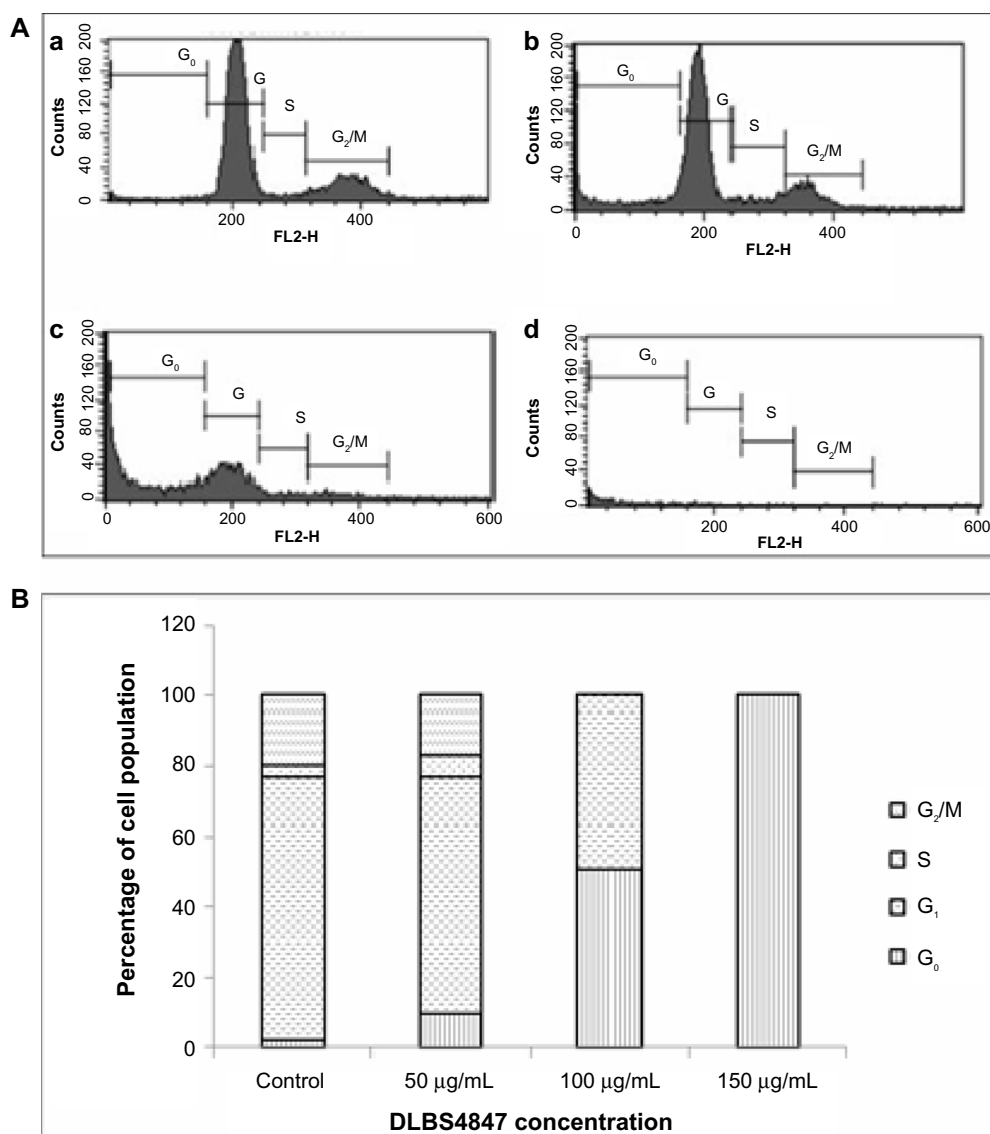 A
a
G₀
G
S
G₂/M
200
160
120
80
40
0
Counts
200
400
FL2-H
b
G₀
G
S
G₂/M
200
160
120
80
40
0
Counts
0
200
400
FL2-H
c
G₀
G
S
G₂/M
200
160
120
80
40
0
Counts
0
200
400
600
FL2-H
d
G₀
G
S
G₂/M
200
160
120
80
40
0
Counts
200
400
600
FL2-H
B
120
100
80
60
40
20
0
Percentage of cell population
Control
50 µg/mL
100 µg/mL
150 µg/mL
DLBS4847 concentration
G₂/M
S
G₁
G₀